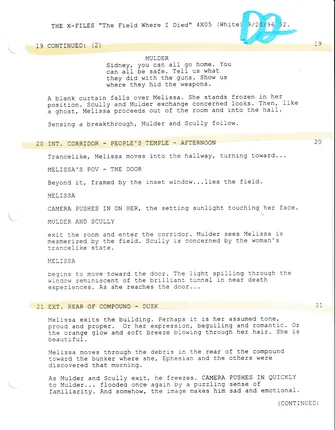 THE X-FILES "The Field Where I Died" 4X05 (White) 9/20/96 32.
D2
19 CONTINUED: (2) 19
MULDER
Sidney, you can all go home. You
can all be safe. Tell us what
they did with the guns. Show us
where they hid the weapons.
A blank curtain falls over Melissa. She stands frozen in her
position. Scully and Mulder exchange concerned looks. Then, like
a ghost, Melissa proceeds out of the room and into the hall.
Sensing a breakthrough, Mulder and Scully follow.
20 INT. CORRIDOR - PEOPLE'S TEMPLE - AFTERNOON 20
Trancelike, Melissa moves into the hallway, turning toward...
MELISSA'S POV - THE DOOR
Beyond it, framed by the inset window...lies the field.
MELISSA
CAMERA PUSHES IN ON HER, the setting sunlight touching her face.
MULDER AND SCULLY
exit the room and enter the corridor. Mulder sees Melissa is
mesmerized by the field. Scully is concerned by the woman's
trancelike state.
MELISSA
begins to move toward the door. The light spilling through the
window reminiscent of the brilliant tunnel in near death
experiences. As she reaches the door...
21 EXT. REAR OF COMPOUND - DUSK 21
Melissa exits the building. Perhaps it is her assumed tone,
proud and proper. Or her expression, beguiling and romantic. Or
the orange glow and soft breeze blowing through her hair. She is
beautiful.
Melissa moves through the debris in the rear of the compound
toward the bunker where she, Ephesian and the others were
discovered that morning.
As Mulder and Scully exit, he freezes. CAMERA PUSHES IN QUICKLY
to Mulder... flooded once again by a puzzling sense of
familiarity. And somehow, the image makes him sad and emotional.
(CONTINUED)